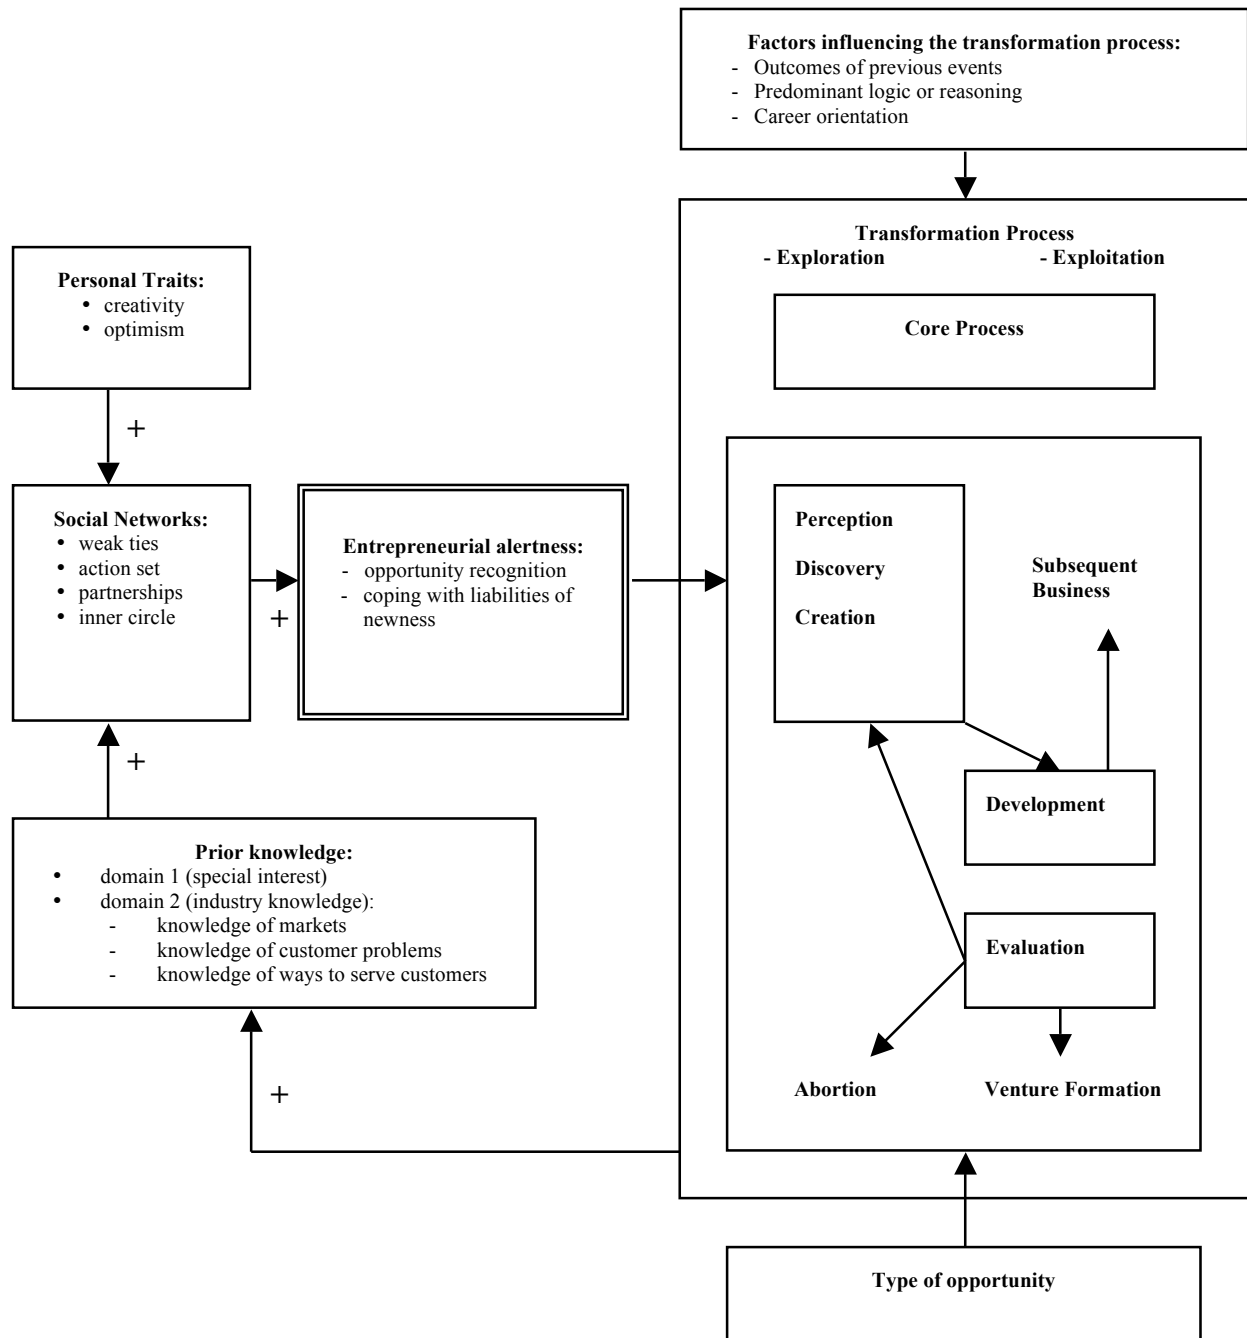 Factors influencing the transformation process:
- Outcomes of previous events
- Predominant logic or reasoning
- Career orientation
Transformation Process
- Exploration - Exploitation
Core Process
Personal Traits:
• creativity
• optimism
+
Social Networks:
• weak ties
• action set
• partnerships
• inner circle
+
Entrepreneurial alertness:
- opportunity recognition
- coping with liabilities of
newness
Perception
Discovery
Creation
Subsequent
Business
Development
Evaluation
Abortion
Venture Formation
+
Prior knowledge:
• domain 1 (special interest)
• domain 2 (industry knowledge):
- knowledge of markets
- knowledge of customer problems
- knowledge of ways to serve customers
+
Type of opportunity